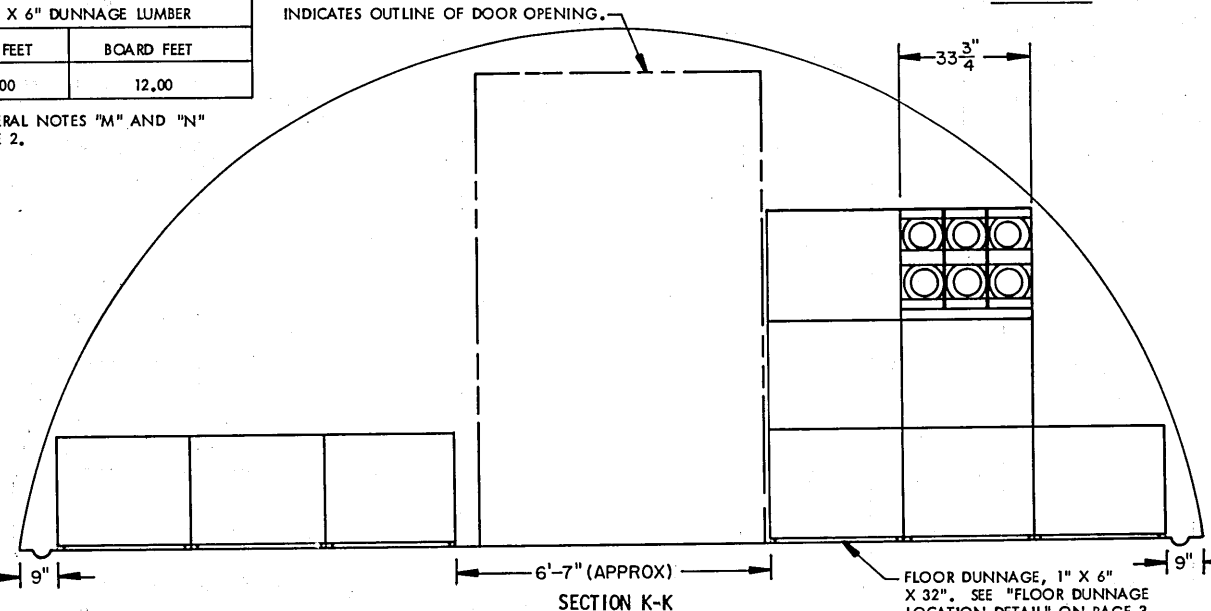 X 6" DUNNAGE LUMBER
FEET BOARD FEET
00 12.00
ERAL NOTES "M" AND "N"
E 2.
INDICATES OUTLINE OF DOOR OPENING.
33 3/4"
9"
6'-7" (APPROX)
9"
FLOOR DUNNAGE, 1" X 6"
X 32". SEE "FLOOR DUNNAGE
LOCATION DETAIL" ON PAGE 3
SECTION K-K